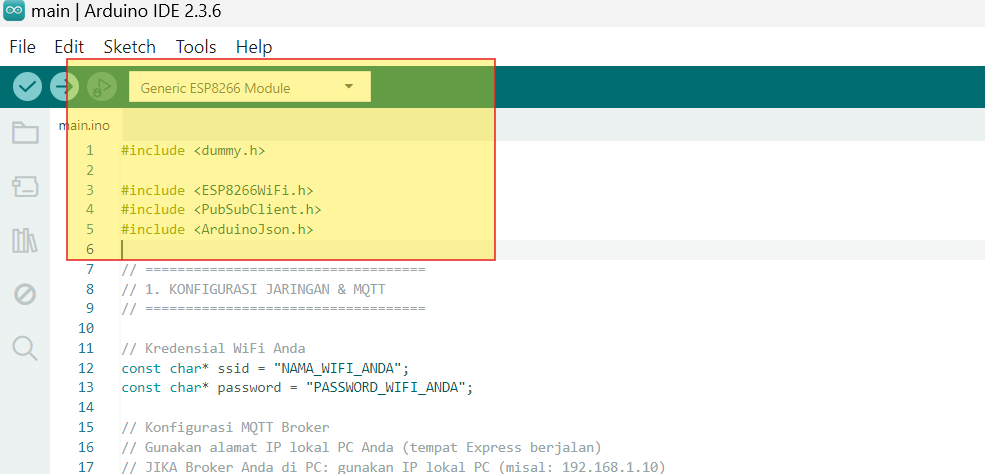 main | Arduino IDE 2.3.6
File Edit Sketch Tools Help
Generic ESP8266 Module
main.ino
1 #include <dummy.h>
2
3 #include <ESP8266WiFi.h>
4 #include <PubSubClient.h>
5 #include <ArduinoJson.h>
6
7 // ===================================
8 // 1. KONFIGURASI JARINGAN & MQTT
9 // ===================================
10
11 // Kredensial WiFi Anda
12 const char* ssid = "NAMA_WIFI_ANDA";
13 const char* password = "PASSWORD_WIFI_ANDA";
14
15 // Konfigurasi MQTT Broker
16 // Gunakan alamat IP lokal PC Anda (tempat Express berjalan)
17 // JIKA Broker Anda di PC: gunakan IP lokal PC (misal: 192.168.1.10)